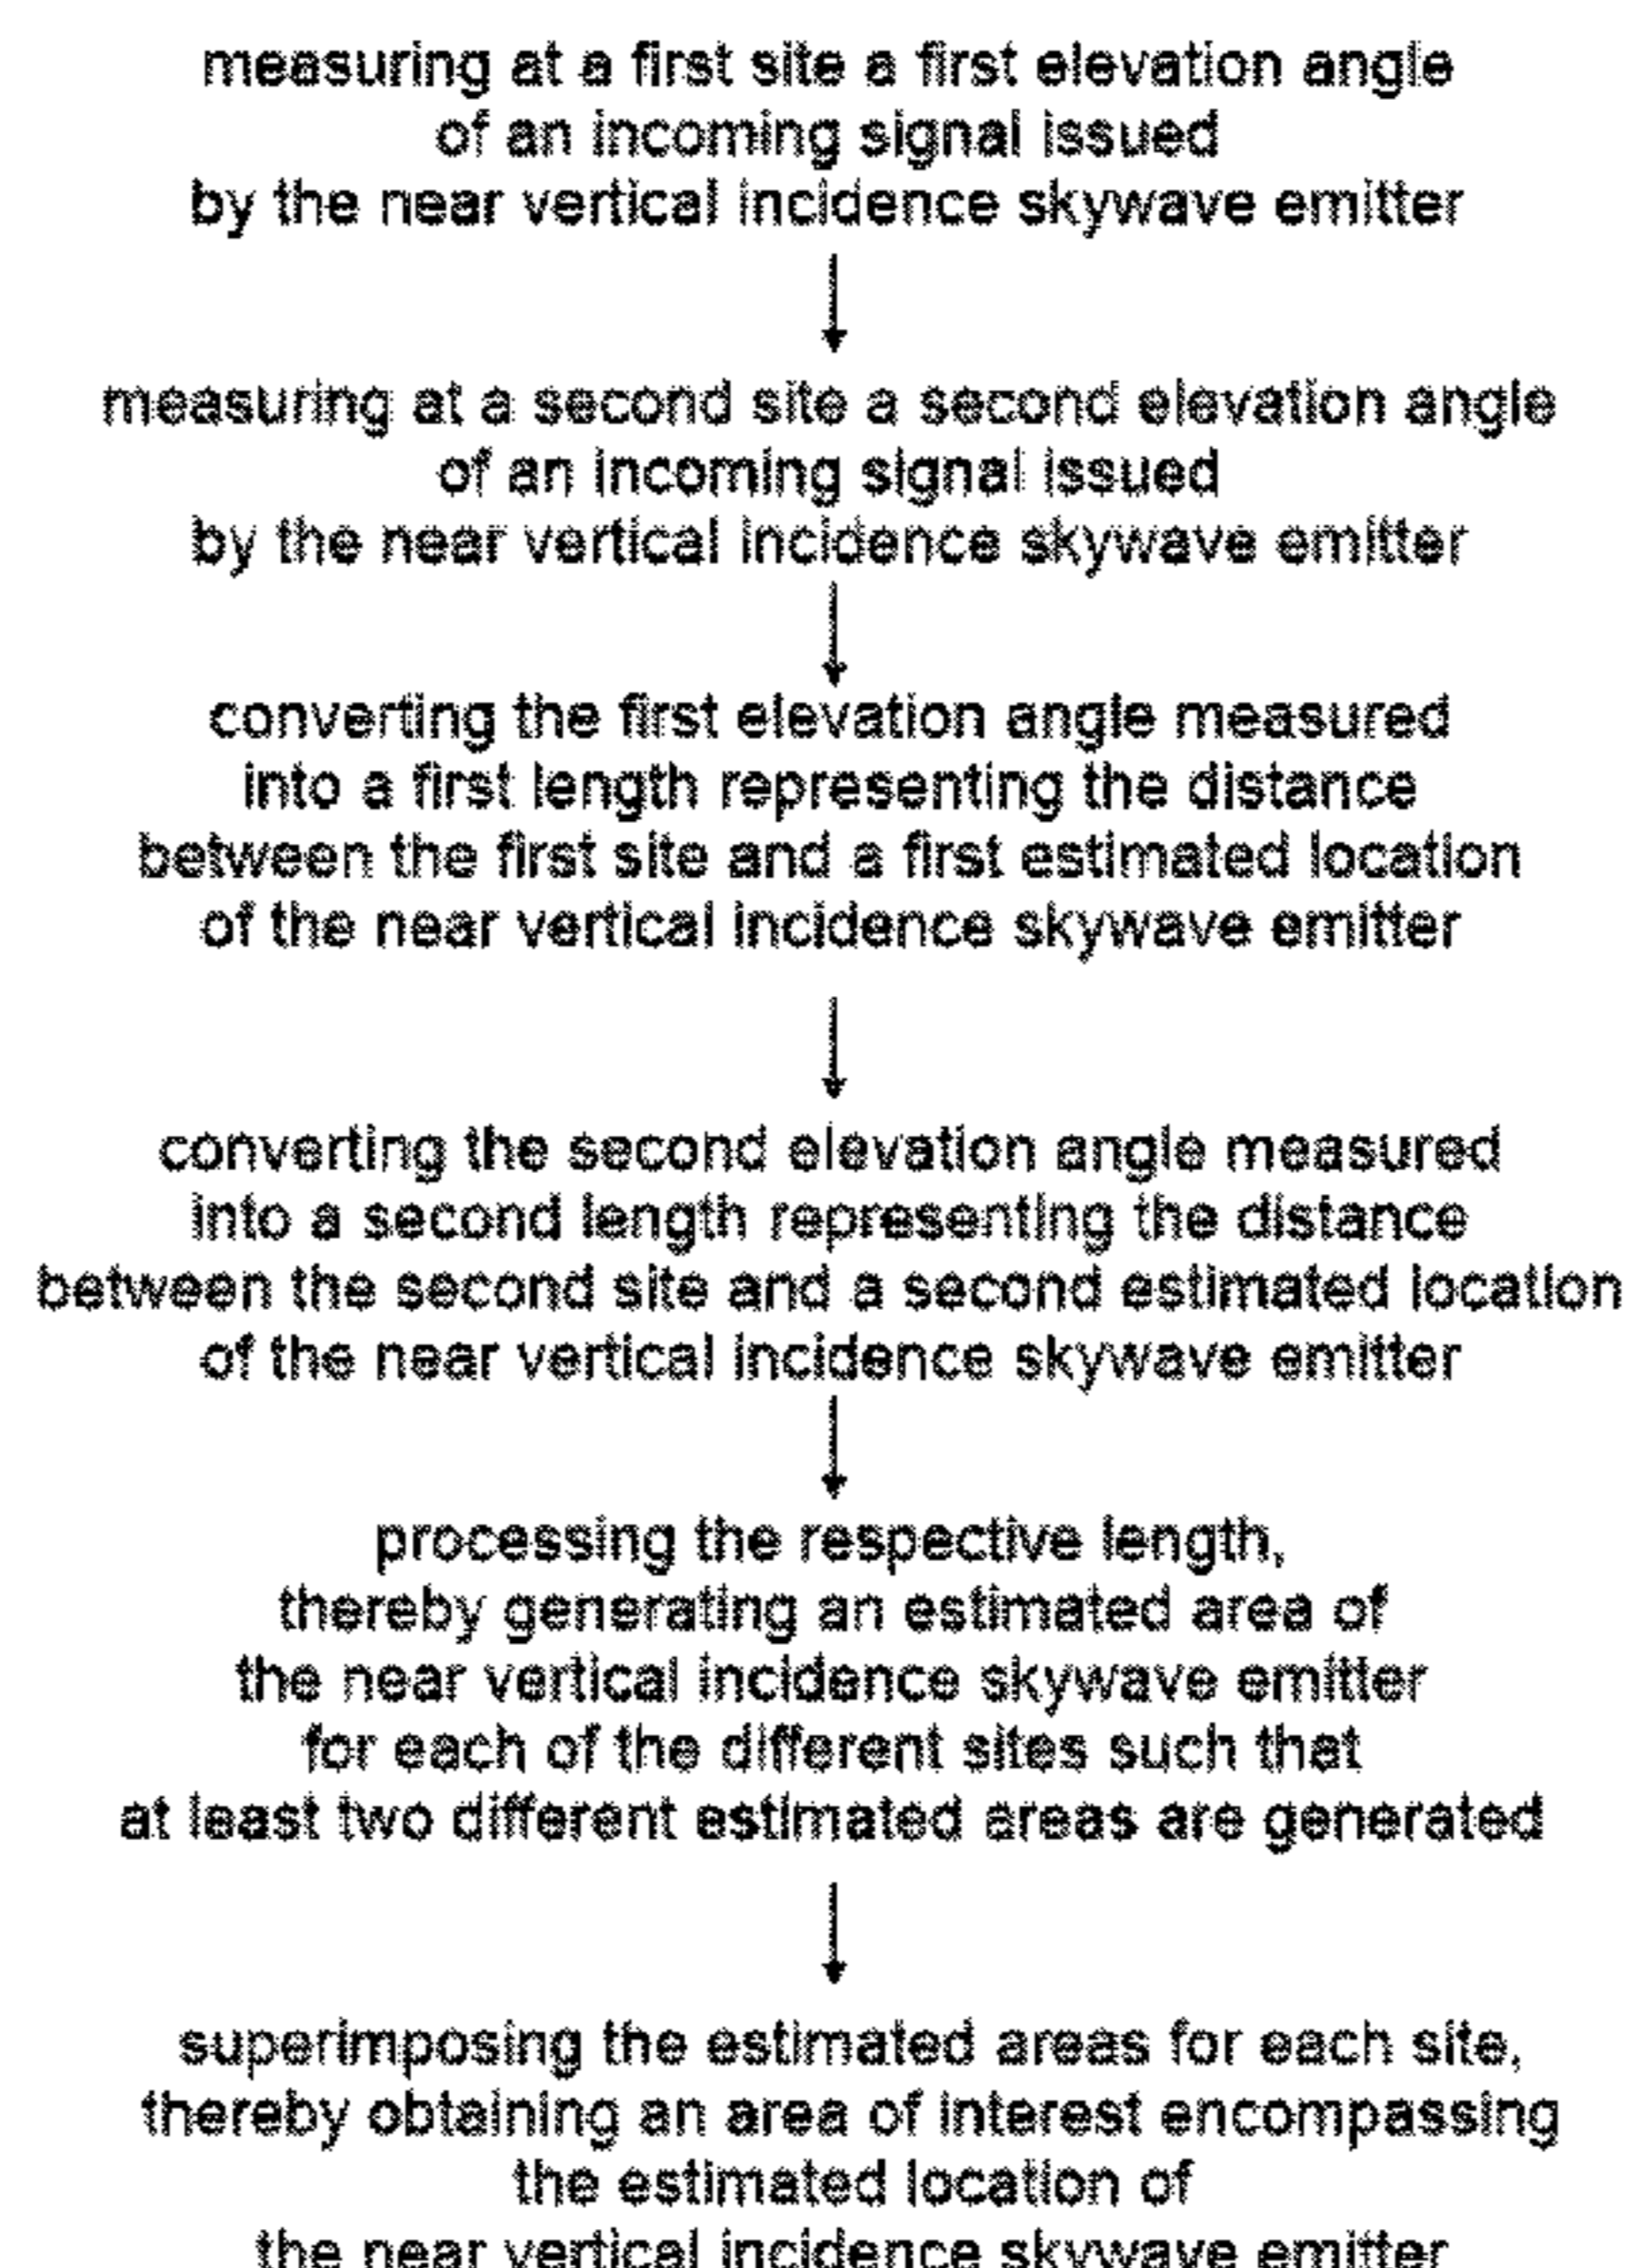 measuring at a first site a first elevation angle
of an incoming signal issued
by the near vertical incidence skywave emitter
measuring at a second site a second elevation angle
of an incoming signal issued
by the near vertical incidence skywave emitter
converting the first elevation angle measured
into a first length representing the distance
between the first site and a first estimated location
of the near vertical incidence skywave emitter
converting the second elevation angle measured
into a second length representing the distance
between the second site and a second estimated location
of the near vertical incidence skywave emitter
processing the respective length,
thereby generating an estimated area of
the near vertical incidence skywave emitter
for each of the different sites such that
at least two different estimated areas are generated
superimposing the estimated areas for each site,
thereby obtaining an area of interest encompassing
the estimated location of
the near vertical incidence skywave emitter